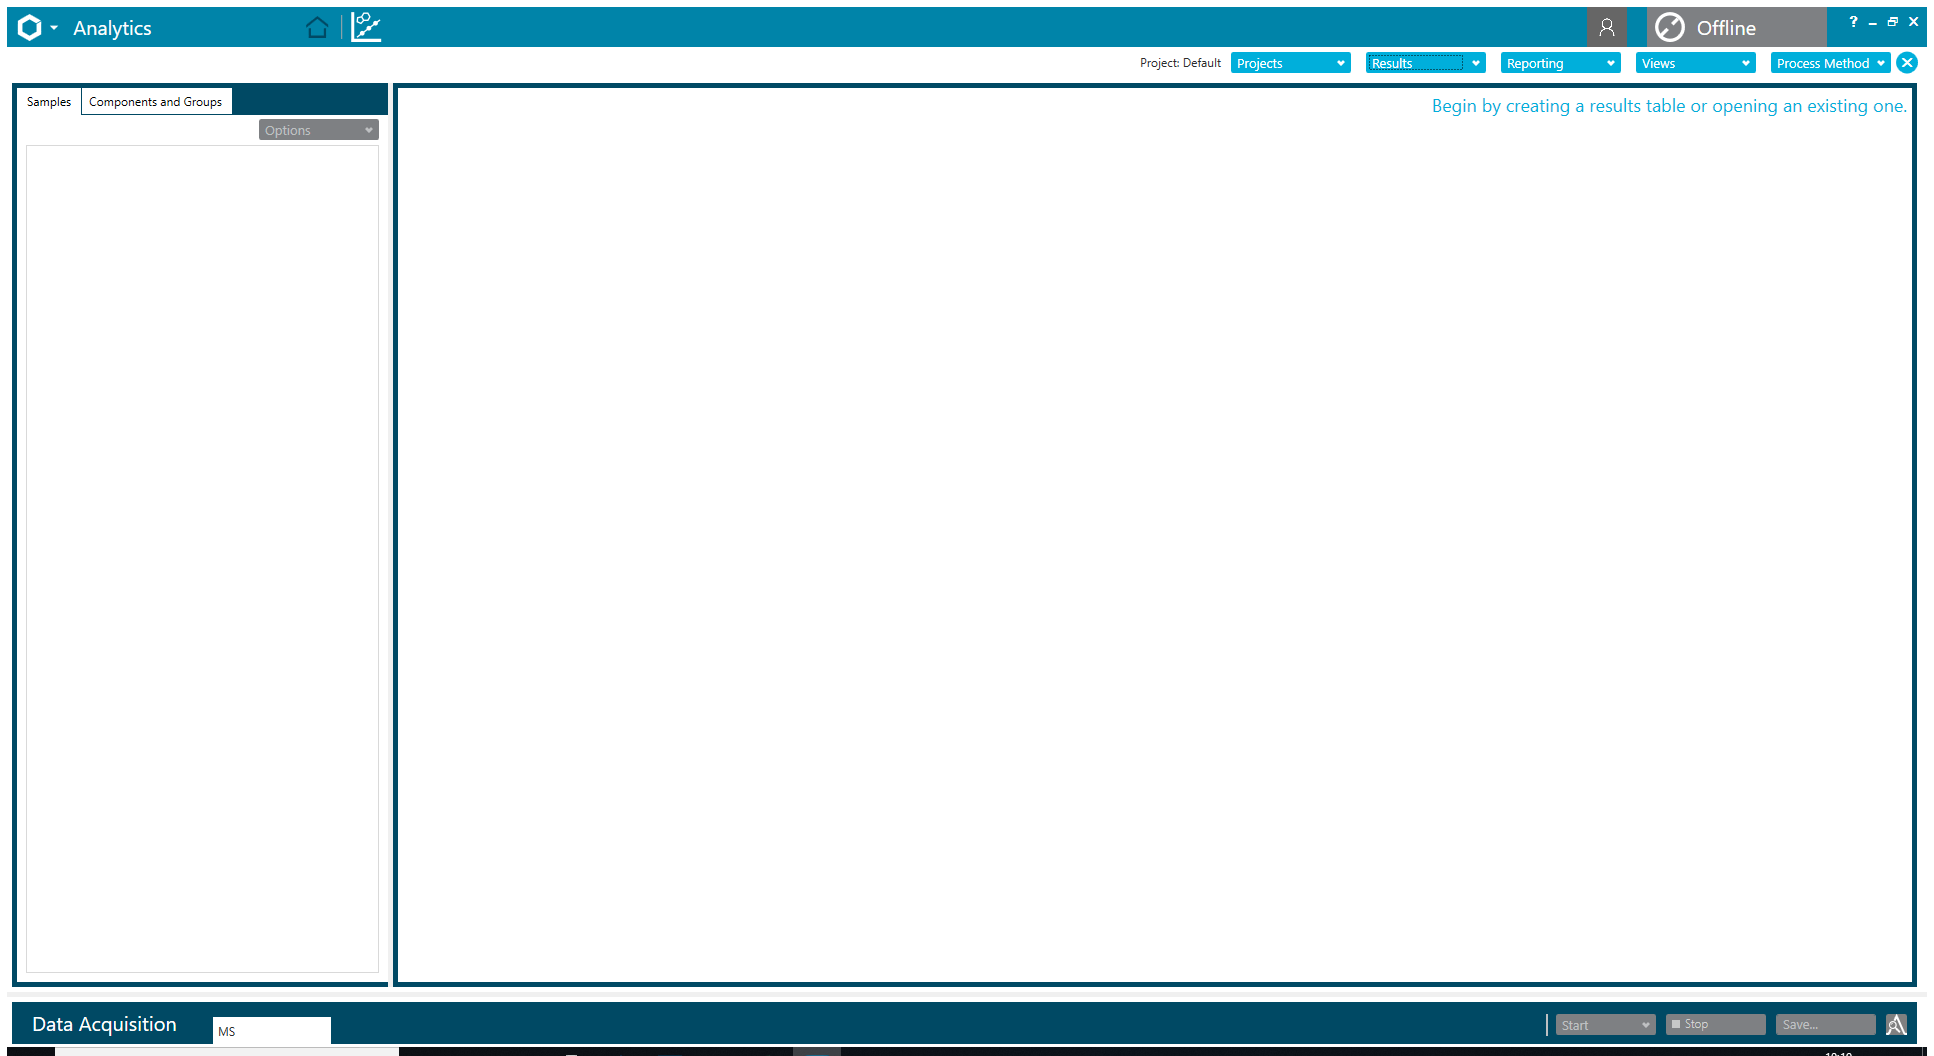 Analytics
Offline
?
Project: Default
Projects
Results
Reporting
Views
Process Method
Samples
Components and Groups
Options
Begin by creating a results table or opening an existing one.
Data Acquisition
MS
Start
Stop
Save...